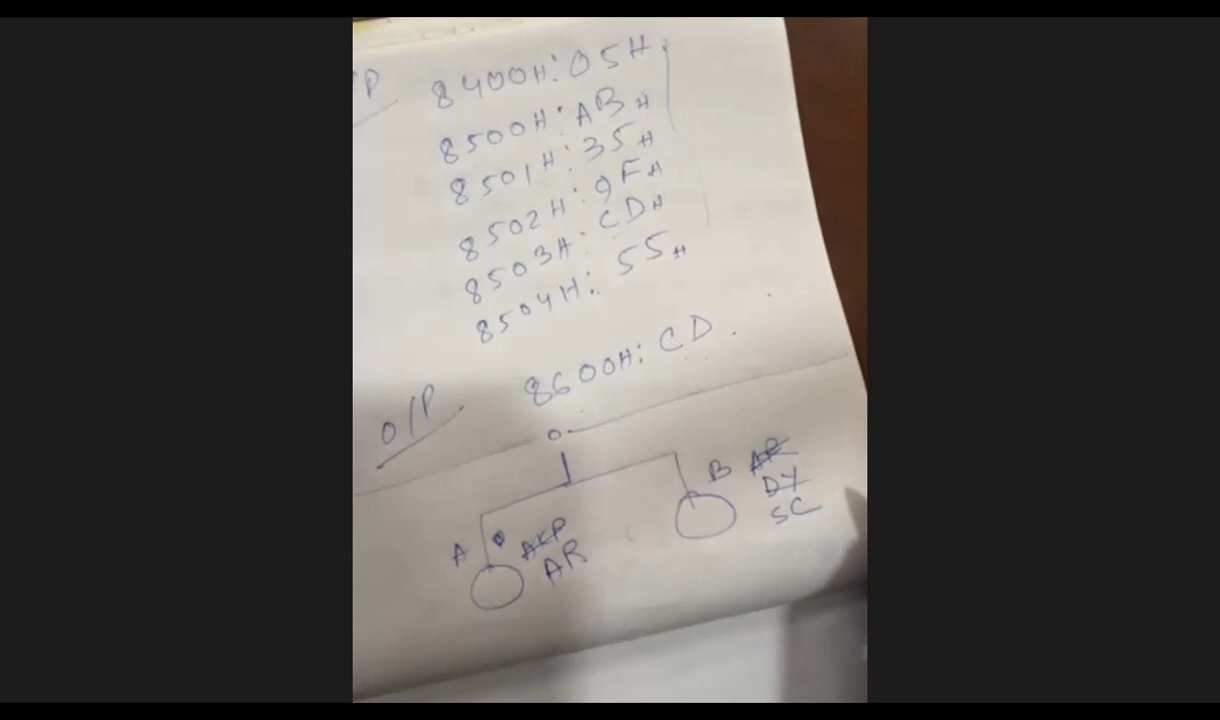 P
8400H: 05H
8500H: ABH
8501H: 35H
8502H: 9FH
8503H: CDH
8504H: 55H
O/P
8600H: CD.
A
AKP
AR
B
AR
DY
SC